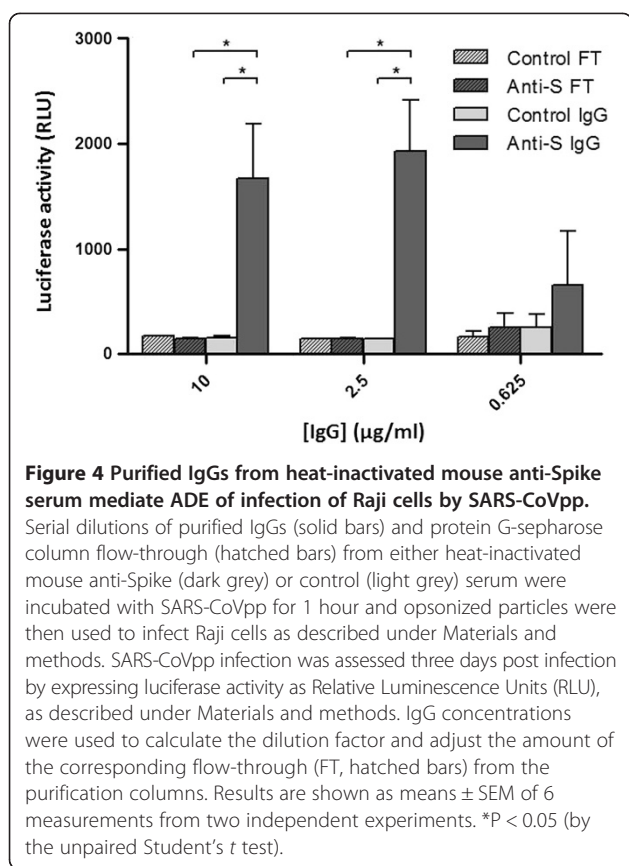 3000
2000
1000
0
Luciferase activity (RLU)
* *
* *
Control FT
Anti-S FT
Control IgG
Anti-S IgG
10 2.5 0.625
[IgG] (µg/ml)
Figure 4 Purified IgGs from heat-inactivated mouse anti-Spike
serum mediate ADE of infection of Raji cells by SARS-CoVpp.
Serial dilutions of purified IgGs (solid bars) and protein G-sepharose
column flow-through (hatched bars) from either heat-inactivated
mouse anti-Spike (dark grey) or control (light grey) serum were
incubated with SARS-CoVpp for 1 hour and opsonized particles were
then used to infect Raji cells as described under Materials and
methods. SARS-CoVpp infection was assessed three days post infection
by expressing luciferase activity as Relative Luminescence Units (RLU),
as described under Materials and methods. IgG concentrations
were used to calculate the dilution factor and adjust the amount of
the corresponding flow-through (FT, hatched bars) from the
purification columns. Results are shown as means ± SEM of 6
measurements from two independent experiments. *P < 0.05 (by
the unpaired Student's t test).